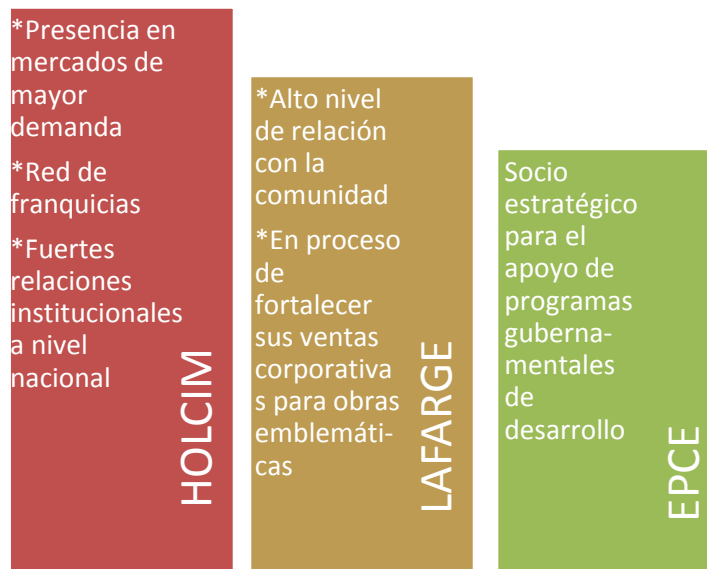 *Presencia en
mercados de
mayor
demanda
*Red de
franquicias
*Fuertes
relaciones
institucionales
a nivel
nacional
HOLCIM
*Alto nivel
de relación
con la
comunidad
*En proceso
de
fortalecer
sus ventas
corporativa
s para obras
emblemáti-
cas
LAFARGE
Socio
estratégico
para el
apoyo de
programas
guberna-
mentales
de
desarrollo
EPCE